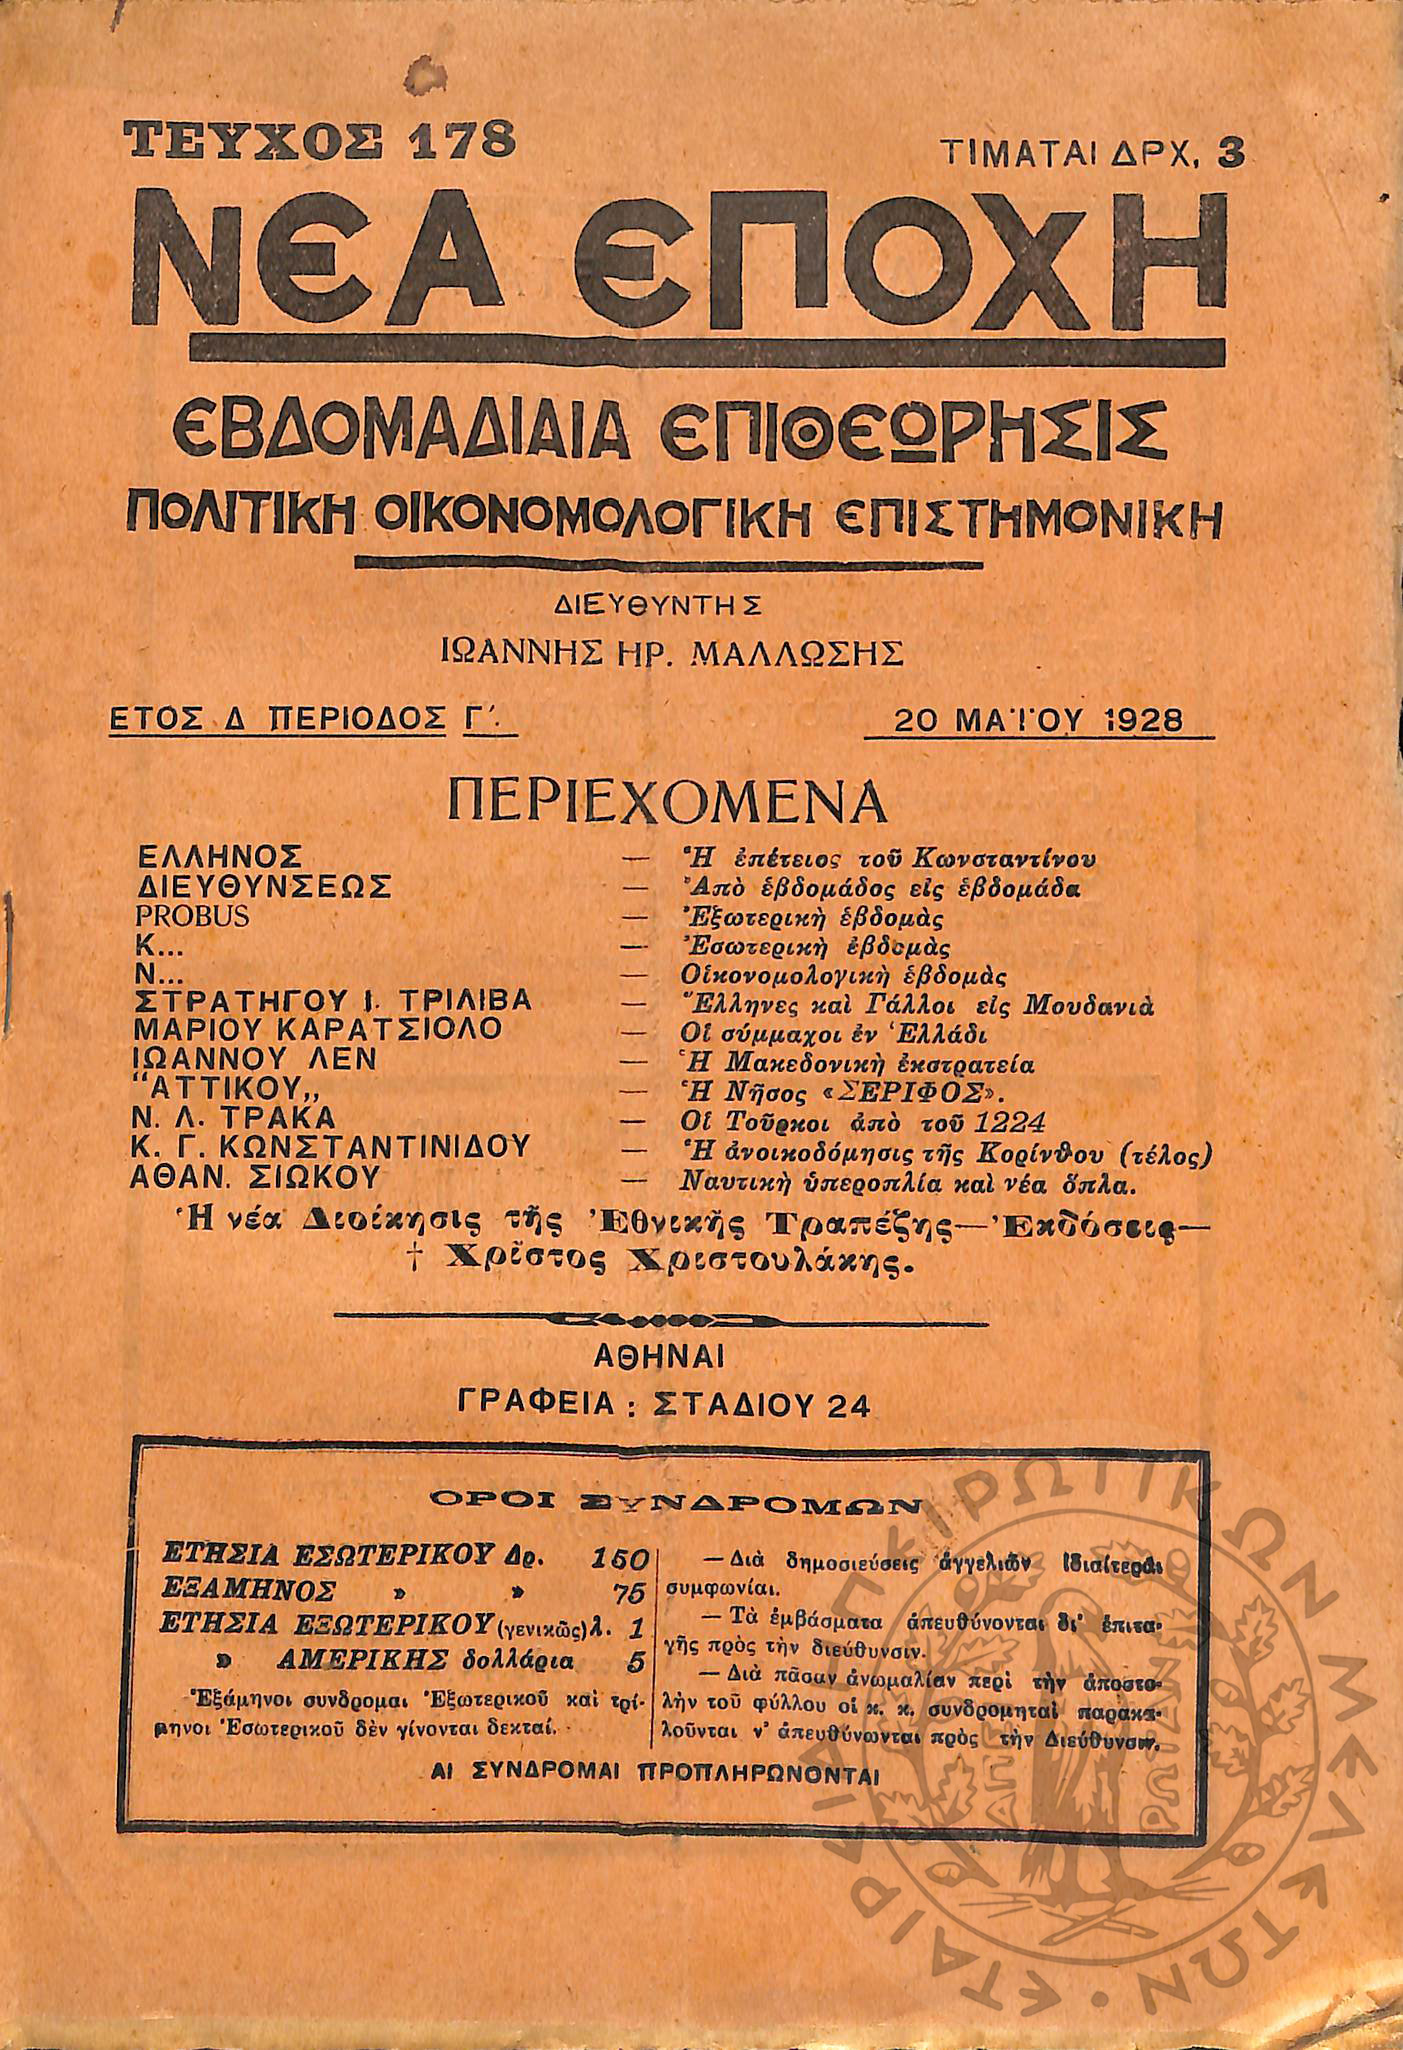 ΤΕΥΧΟΣ 178
ΤΙΜΑΤΑΙ ΔΡΧ. 3
ΝΕΑ ΕΠΟΧΗ
ΕΒΔΟΜΑΔΙΑΙΑ ΕΠΙΘΕΩΡΗΣΙΣ
ΠΟΛΙΤΙΚΗ ΟΙΚΟΝΟΜΟΛΟΓΙΚΗ ΕΠΙΣΤΗΜΟΝΙΚΗ
ΔΙΕΥΘΥΝΤΗΣ
ΙΩΑΝΝΗΣ ΗΡ. ΜΑΛΛΩΣΗΣ
ΕΤΟΣ Δ ΠΕΡΙΟΔΟΣ Γ΄.
20 ΜΑΪΟΥ 1928
ΠΕΡΙΕΧΟΜΕΝΑ
ΕΛΛΗΝΟΣ — Ἡ ἐπέτειος τοῦ Κωνσταντίνου
ΔΙΕΥΘΥΝΣΕΩΣ — Ἀπὸ ἑβδομάδος εἰς ἑβδομάδα
PROBUS — Ἐξωτερικὴ ἑβδομὰς
Κ... — Ἐσωτερικὴ ἑβδομὰς
Ν... — Οἰκονομολογικὴ ἑβδομὰς
ΣΤΡΑΤΗΓΟΥ Ι. ΤΡΙΛΙΒΑ — Ἕλληνες καὶ Γάλλοι εἰς Μουδανιὰ
ΜΑΡΙΟΥ ΚΑΡΑΤΣΙΟΛΟ — Οἱ σύμμαχοι ἐν Ἑλλάδι
ΙΩΑΝΝΟΥ ΛΕΝ — Ἡ Μακεδονικὴ ἐκστρατεία
"ΑΤΤΙΚΟΥ„ — Ἡ Νῆσος «ΣΕΡΙΦΟΣ».
Ν. Λ. ΤΡΑΚΑ — Οἱ Τοῦρκοι ἀπὸ τοῦ 1224
Κ. Γ. ΚΩΝΣΤΑΝΤΙΝΙΔΟΥ — Ἡ ἀνοικοδόμησις τῆς Κορίνθου (τέλος)
ΑΘΑΝ. ΣΙΩΚΟΥ — Ναυτικὴ ὑπεροπλία καὶ νέα ὅπλα.
Ἡ νέα Διοίκησις τῆς Ἐθνικῆς Τραπέζης—Ἐκδόσεις—
† Χρῖστος Χριστουλάκης.
ΑΘΗΝΑΙ
ΓΡΑΦΕΙΑ : ΣΤΑΔΙΟΥ 24
ΟΡΟΙ ΣΥΝΔΡΟΜΩΝ
ΕΤΗΣΙΑ ΕΣΩΤΕΡΙΚΟΥ Δρ. 150
ΕΞΑΜΗΝΟΣ » » 75
ΕΤΗΣΙΑ ΕΞΩΤΕΡΙΚΟΥ (γενικῶς) λ. 1
» ΑΜΕΡΙΚΗΣ δολλάρια 5
Ἐξάμηνοι συνδρομαι Ἐξωτερικοῦ καὶ τρί-
μηνοι Ἐσωτερικοῦ δὲν γίνονται δεκταί.
— Διὰ δημοσιεύσεις ἀγγελιῶν ἰδιαίτεραι
συμφωνίαι.
— Τὰ ἐμβάσματα ἀπευθύνονται δι' ἐπιτα-
γῆς πρὸς τὴν διεύθυνσιν.
— Διὰ πᾶσαν ἀνωμαλίαν περὶ τὴν ἀποστο-
λὴν τοῦ φύλλου οἱ κ. κ. συνδρομηταὶ παρακα-
λοῦνται ν' ἀπευθύνωνται πρὸς τὴν Διεύθυνσιν.
ΑΙ ΣΥΝΔΡΟΜΑΙ ΠΡΟΠΛΗΡΩΝΟΝΤΑΙ
ΕΤΑΙΡΕΙΑ ΗΠΕΙΡΩΤΙΚΩΝ ΜΕΛΕΤΩΝ
ΑΠΕΙ
ΡΩΤΑΝ